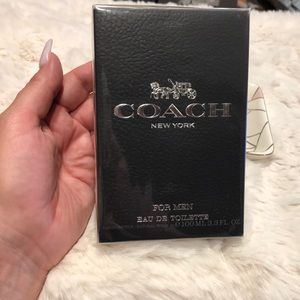 COACH
NEW YORK
FOR MEN
EAU DE TOILETTE
100 ML 3.3 FL. OZ